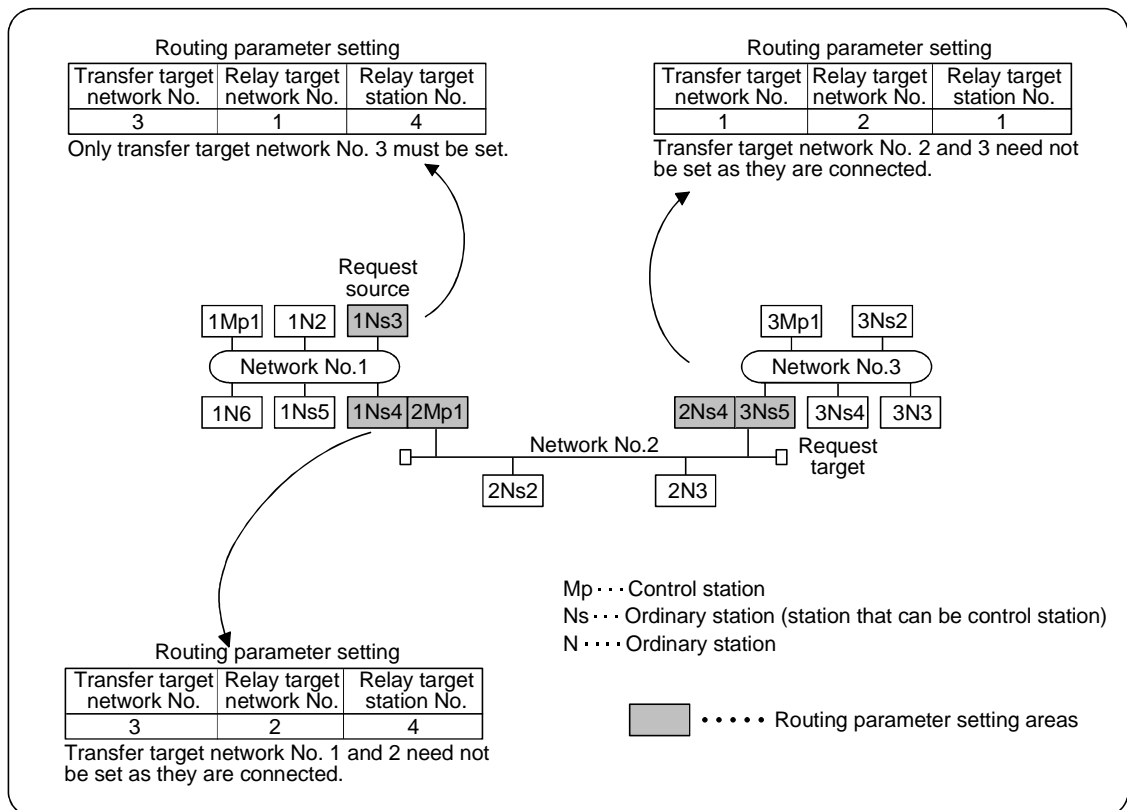 Routing parameter setting
Transfer target network No. Relay target network No. Relay target station No.
3 1 4
Only transfer target network No. 3 must be set.
Routing parameter setting
Transfer target network No. Relay target network No. Relay target station No.
1 2 1
Transfer target network No. 2 and 3 need not
be set as they are connected.
Request
source
1Mp1 1N2 1Ns3
Network No.1
1N6 1Ns5 1Ns4 2Mp1
3Mp1 3Ns2
Network No.3
2Ns4 3Ns5 3Ns4 3N3
Request
target
Network No.2
2Ns2 2N3
Mp··· Control station
Ns··· Ordinary station (station that can be control station)
N ···· Ordinary station
Routing parameter setting
Transfer target network No. Relay target network No. Relay target station No.
3 2 4
Transfer target network No. 1 and 2 need not
be set as they are connected.
····· Routing parameter setting areas